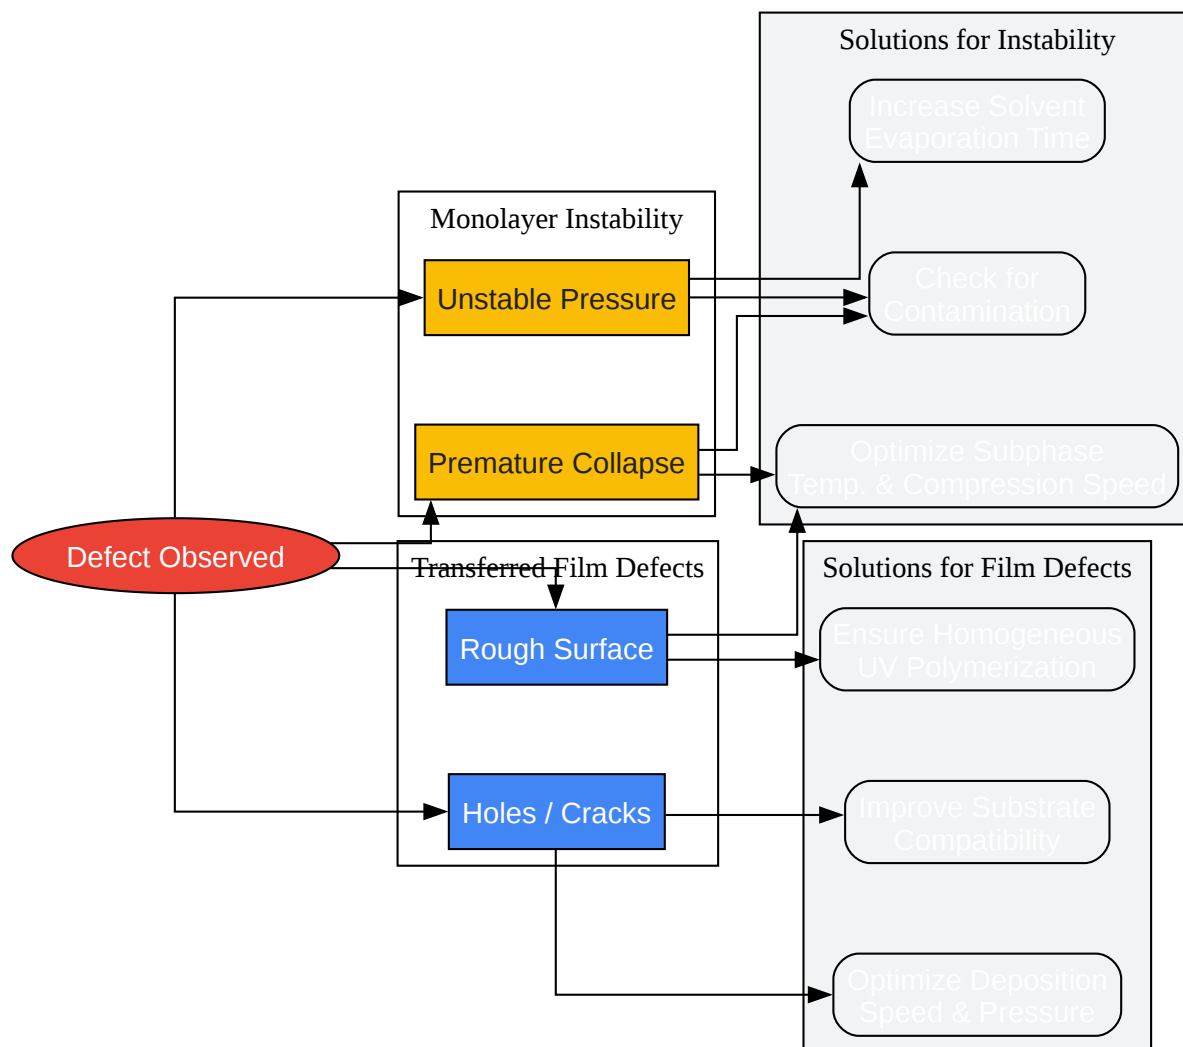 Solutions for Instability
Increase Solvent
Evaporation Time
Monolayer Instability
Unstable Pressure
Check for
Contamination
Premature Collapse
Optimize Subphase
Temp. & Compression Speed
Defect Observed
Transferred Film Defects
Solutions for Film Defects
Rough Surface
Ensure Homogeneous
UV Polymerization
Holes / Cracks
Improve Substrate
Compatibility
Optimize Deposition
Speed & Pressure